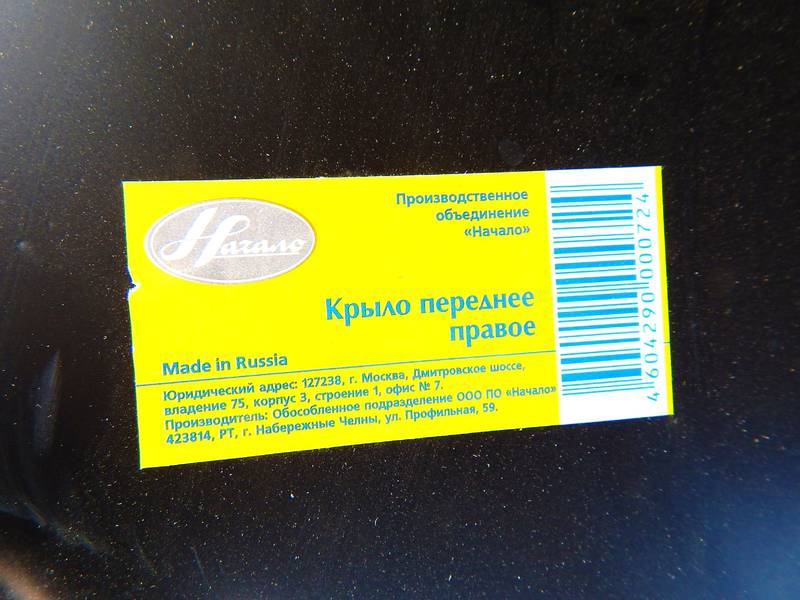 Начало
Производственное
объединение
«Начало»
Крыло переднее
правое
Made in Russia
Юридический адрес: 127238, г. Москва, Дмитровское шоссе,
владение 75, корпус 3, строение 1, офис № 7.
Производитель: Обособленное подразделение ООО ПО «Начало»
423814, РТ, г. Набережные Челны, ул. Профильная, 59.
4 604290 000724